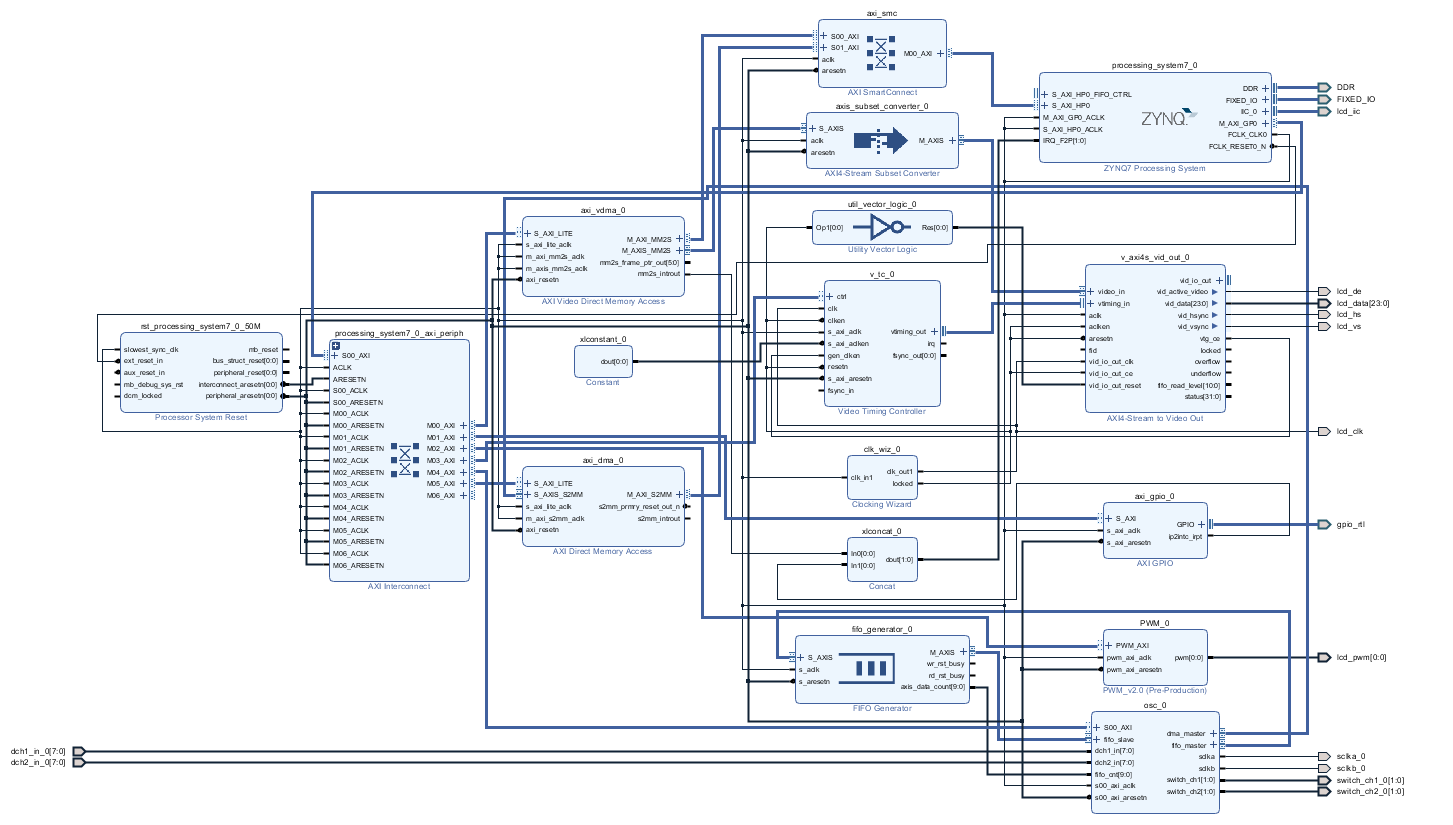 axi_smc
S00_AXI
S01_AXI
aclk
aresetn
M00_AXI
AXI SmartConnect
processing_system7_0
S_AXI_HP0_FIFO_CTRL
S_AXI_HP0
M_AXI_GP0_ACLK
S_AXI_HP0_ACLK
IRQ_F2P[1:0]
ZYNQ
DDR
FIXED_IO
IIC_0
M_AXI_GP0
FCLK_CLK0
FCLK_RESET0_N
ZYNQ7 Processing System
DDR
FIXED_IO
lcd_iic
axis_subset_converter_0
S_AXIS
aclk
aresetn
M_AXIS
AXI4-Stream Subset Converter
axi_vdma_0
S_AXI_LITE
s_axi_lite_aclk
m_axi_mm2s_aclk
m_axis_mm2s_aclk
axi_resetn
M_AXI_MM2S
M_AXIS_MM2S
mm2s_frame_ptr_out[5:0]
mm2s_introut
AXI Video Direct Memory Access
util_vector_logic_0
Op1[0:0]
Res[0:0]
Utility Vector Logic
v_tc_0
ctrl
clk
clken
s_axi_aclk
s_axi_aclken
gen_clken
resetn
s_axi_aresetn
fsync_in
vtiming_out
irq
fsync_out[0:0]
Video Timing Controller
v_axi4s_vid_out_0
video_in
vtiming_in
aclk
aclken
aresetn
fid
vid_io_out_clk
vid_io_out_ce
vid_io_out_reset
vid_io_out
vid_active_video
vid_data[23:0]
vid_hsync
vid_vsync
vtg_ce
locked
overflow
underflow
fifo_read_level[10:0]
status[31:0]
AXI4-Stream to Video Out
lcd_de
lcd_data[23:0]
lcd_hs
lcd_vs
lcd_clk
rst_processing_system7_0_50M
slowest_sync_clk
ext_reset_in
aux_reset_in
mb_debug_sys_rst
dcm_locked
mb_reset
bus_struct_reset[0:0]
peripheral_reset[0:0]
interconnect_aresetn[0:0]
peripheral_aresetn[0:0]
Processor System Reset
processing_system7_0_axi_periph
S00_AXI
ACLK
ARESETN
S00_ACLK
S00_ARESETN
M00_ACLK
M00_ARESETN
M01_ACLK
M01_ARESETN
M02_ACLK
M02_ARESETN
M03_ACLK
M03_ARESETN
M04_ACLK
M04_ARESETN
M05_ACLK
M05_ARESETN
M06_ACLK
M06_ARESETN
M00_AXI
M01_AXI
M02_AXI
M03_AXI
M04_AXI
M05_AXI
M06_AXI
AXI Interconnect
xlconstant_0
dout[0:0]
Constant
axi_dma_0
S_AXI_LITE
S_AXIS_S2MM
s_axi_lite_aclk
m_axi_s2mm_aclk
axi_resetn
M_AXI_S2MM
s2mm_prmry_reset_out_n
s2mm_introut
AXI Direct Memory Access
clk_wiz_0
clk_in1
clk_out1
locked
Clocking Wizard
xlconcat_0
In0[0:0]
In1[0:0]
dout[1:0]
Concat
axi_gpio_0
S_AXI
s_axi_aclk
s_axi_aresetn
GPIO
ip2intc_irpt
AXI GPIO
gpio_rtl
fifo_generator_0
S_AXIS
s_aclk
s_aresetn
M_AXIS
wr_rst_busy
rd_rst_busy
axis_data_count[9:0]
FIFO Generator
PWM_0
PWM_AXI
pwm_axi_aclk
pwm_axi_aresetn
pwm[0:0]
PWM_v2.0 (Pre-Production)
lcd_pwm[0:0]
osc_0
S00_AXI
fifo_slave
dch1_in[7:0]
dch2_in[7:0]
fifo_cnt[9:0]
s00_axi_aclk
s00_axi_aresetn
dma_master
fifo_master
sclka
sclkb
switch_ch1[1:0]
switch_ch2[1:0]
dch1_in_0[7:0]
dch2_in_0[7:0]
sclka_0
sclkb_0
switch_ch1_0[1:0]
switch_ch2_0[1:0]